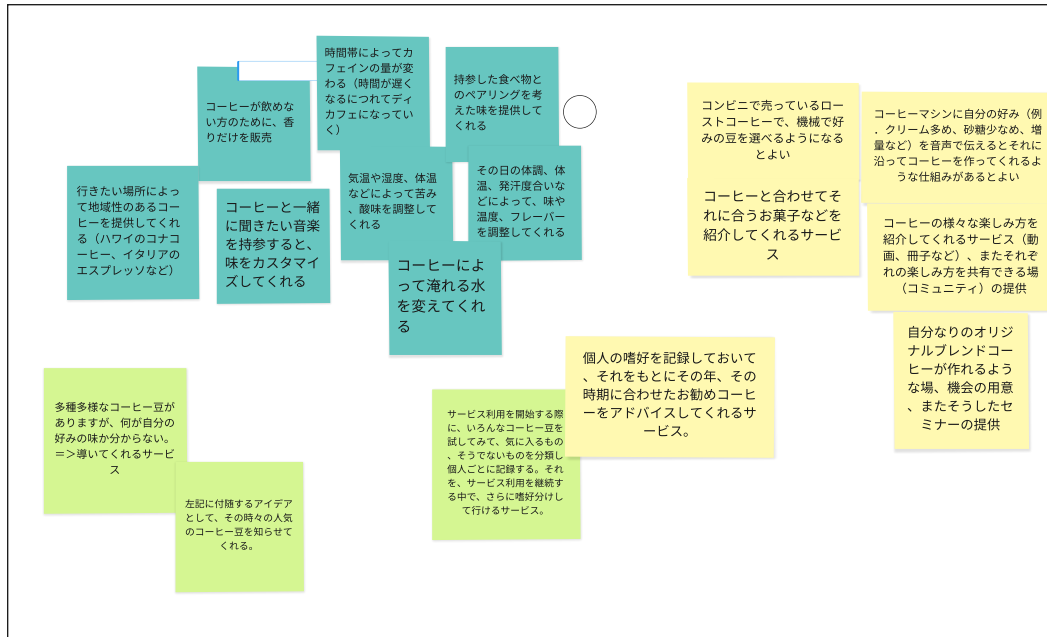 時間帯によってカ
フェインの量が変
わる（時間が遅く
なるにつれてディ
カフェになってい
く）
持参した食べ物と
のペアリングを考
えた味を提供して
くれる
コーヒーが飲めな
い方のために、香
りだけを販売
行きたい場所によっ
て地域性のあるコー
ヒーを提供してくれ
る（ハワイのコナコ
ーヒー、イタリアの
エスプレッソなど）
コーヒーと一緒
に聞きたい音楽
を持参すると、
味をカスタマイ
ズしてくれる
気温や湿度、体温
などによって苦み
、酸味を調整して
くれる
その日の体調、体
温、発汗度合いな
どによって、味や
温度、フレーバー
を調整してくれる
コーヒーによ
って淹れる水
を変えてくれ
る
コンビニで売っているロー
ストコーヒーで、機械で好
みの豆を選べるようになる
とよい
コーヒーマシンに自分の好み（例
．クリーム多め、砂糖少なめ、増
量など）を音声で伝えるとそれに
沿ってコーヒーを作ってくれるよ
うな仕組みがあるとよい
コーヒーと合わせてそ
れに合うお菓子などを
紹介してくれるサービ
ス
コーヒーの様々な楽しみ方を
紹介してくれるサービス（動
画、冊子など）、またそれぞ
れの楽しみ方を共有できる場
（コミュニティ）の提供
自分なりのオリジ
ナルブレンドコー
ヒーが作れるよう
な場、機会の用意
、またそうしたセ
ミナーの提供
個人の嗜好を記録しておいて
、それをもとにその年、その
時期に合わせたお勧めコーヒ
ーをアドバイスしてくれるサ
ービス。
サービス利用を開始する際
に、いろんなコーヒー豆を
試してみて、気に入るもの
、そうでないものを分類し
個人ごとに記録する。それ
を、サービス利用を継続す
る中で、さらに嗜好分けし
て行けるサービス。
多種多様なコーヒー豆が
ありますが、何が自分の
好みの味か分からない。
＝＞導いてくれるサービ
ス
左記に付随するアイデア
として、その時々の人気
のコーヒー豆を知らせて
くれる。